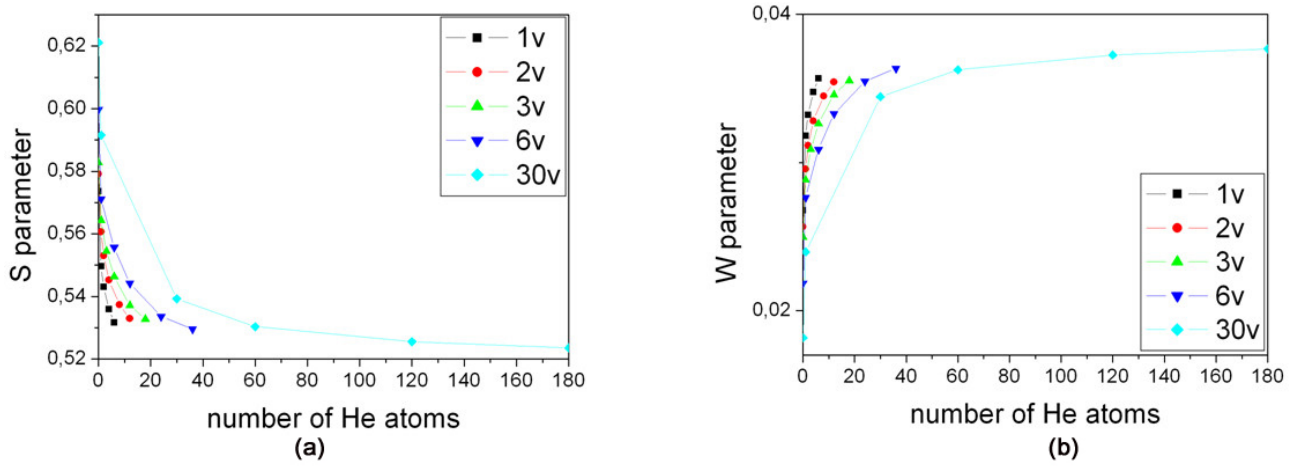 0,62
0,60
0,58
0,56
0,54
0,52
S parameter
1v
2v
3v
6v
30v
0 20 40 60 80 100 120 140 160 180
number of He atoms
(a)
0,04
0,02
W parameter
1v
2v
3v
6v
30v
0 20 40 60 80 100 120 140 160 180
number of He atoms
(b)